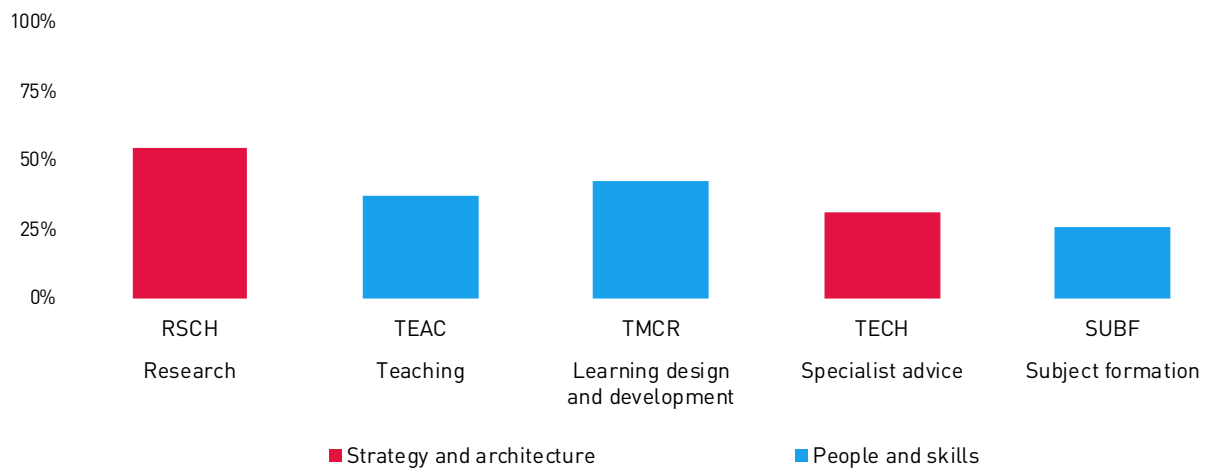 100%
75%
50%
25%
0%
RSCH TEAC TMCR TECH SUBF
Research Teaching Learning design Specialist advice Subject formation
and development
Strategy and architecture People and skills